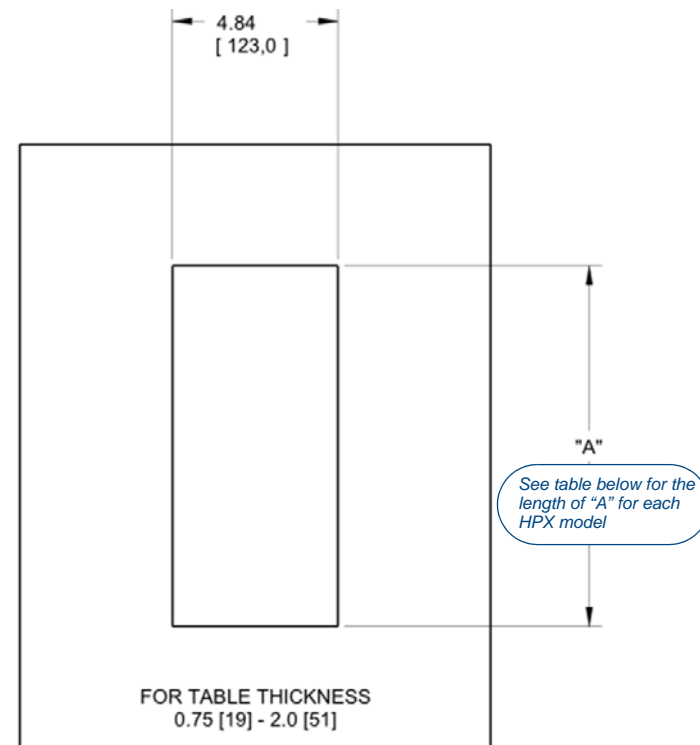 4.84
[ 123,0 ]
"A"
See table below for the
length of “A” for each
HPX model
FOR TABLE THICKNESS
0.75 [19] - 2.0 [51]